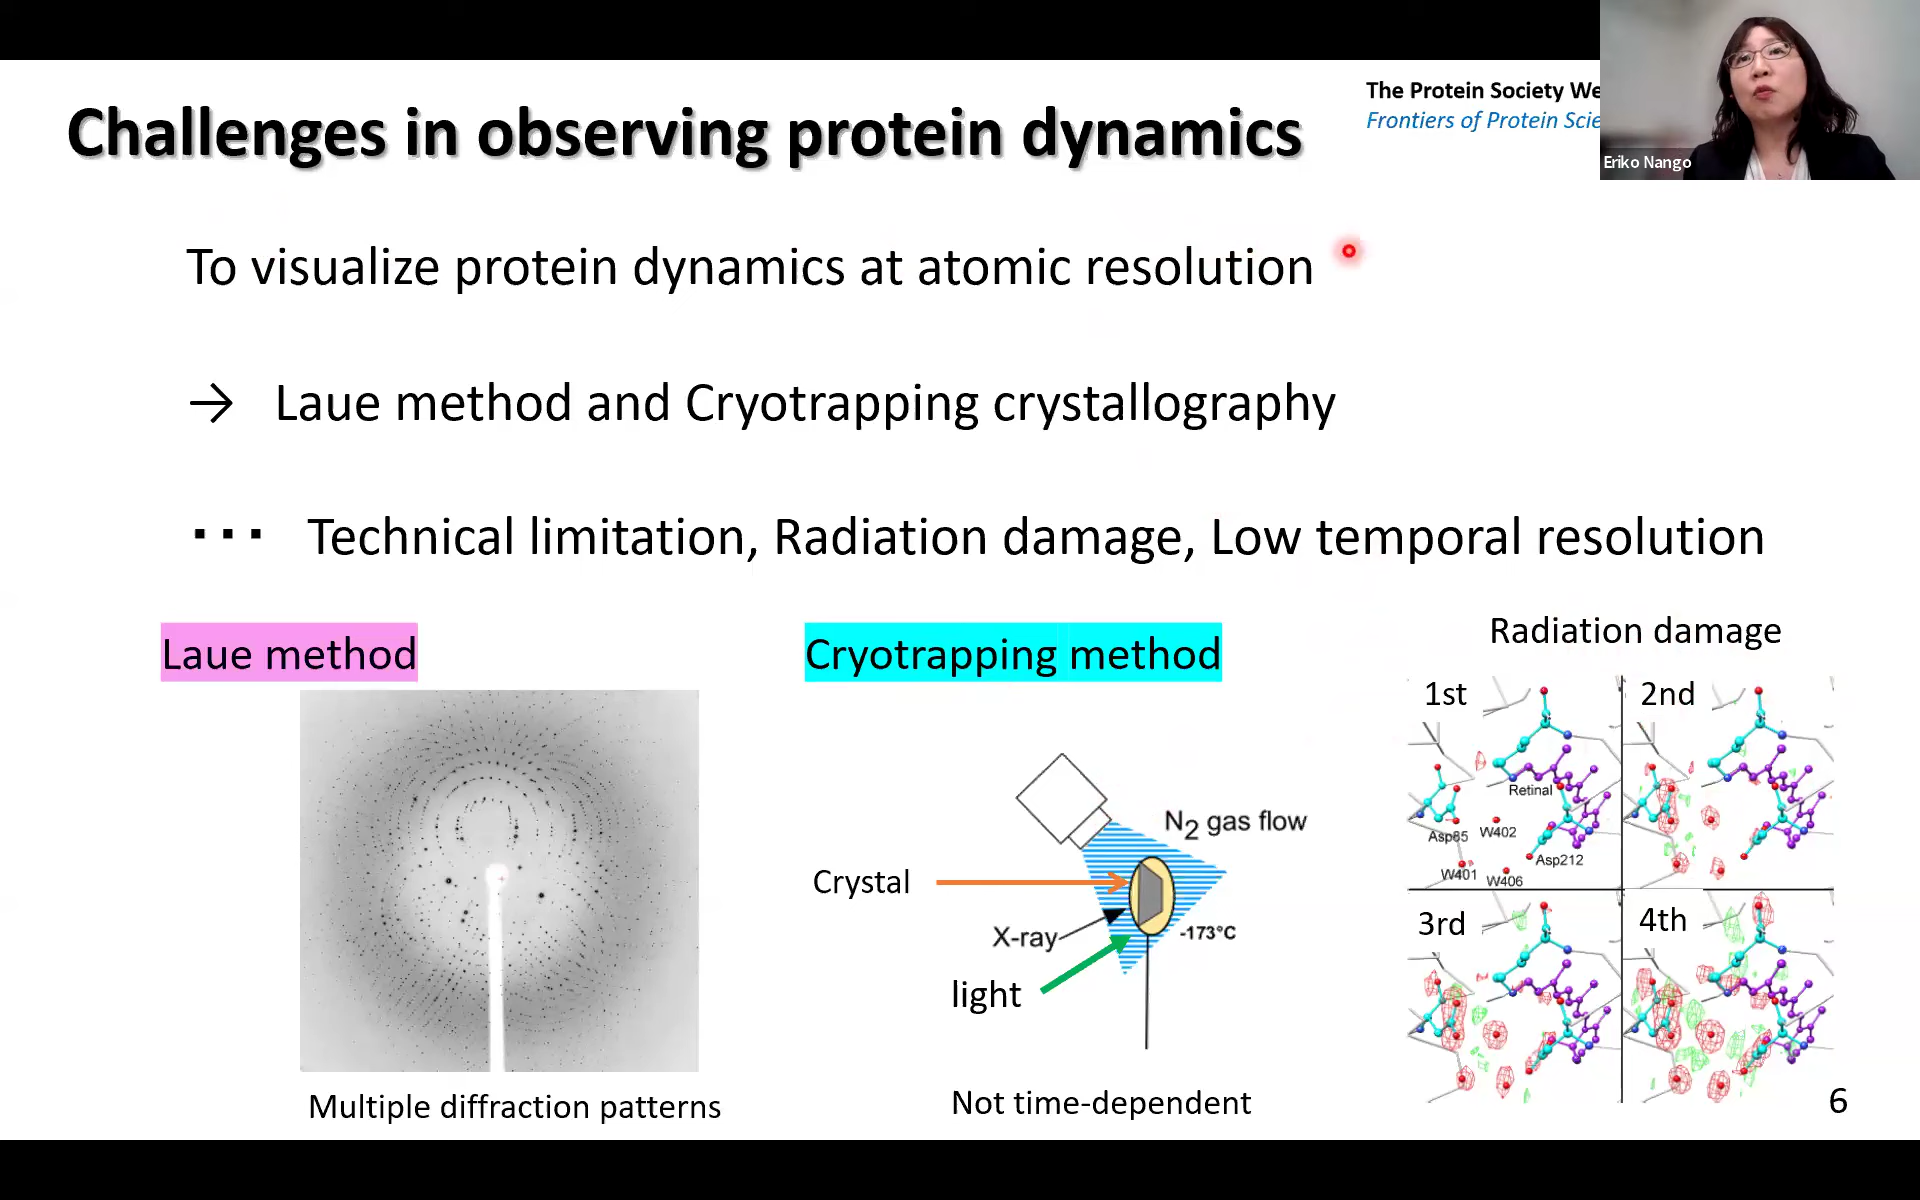 Challenges in observing protein dynamics
The Protein Society We
Frontiers of Protein Scie
Eriko Nango
To visualize protein dynamics at atomic resolution
→ Laue method and Cryotrapping crystallography
・・・ Technical limitation, Radiation damage, Low temporal resolution
Laue method
Multiple diffraction patterns
Cryotrapping method
N2 gas flow
Crystal
X-ray
-173°C
light
Not time-dependent
Radiation damage
1st
2nd
Retinal
Asp85
W402
Asp212
W401
W406
3rd
4th
6